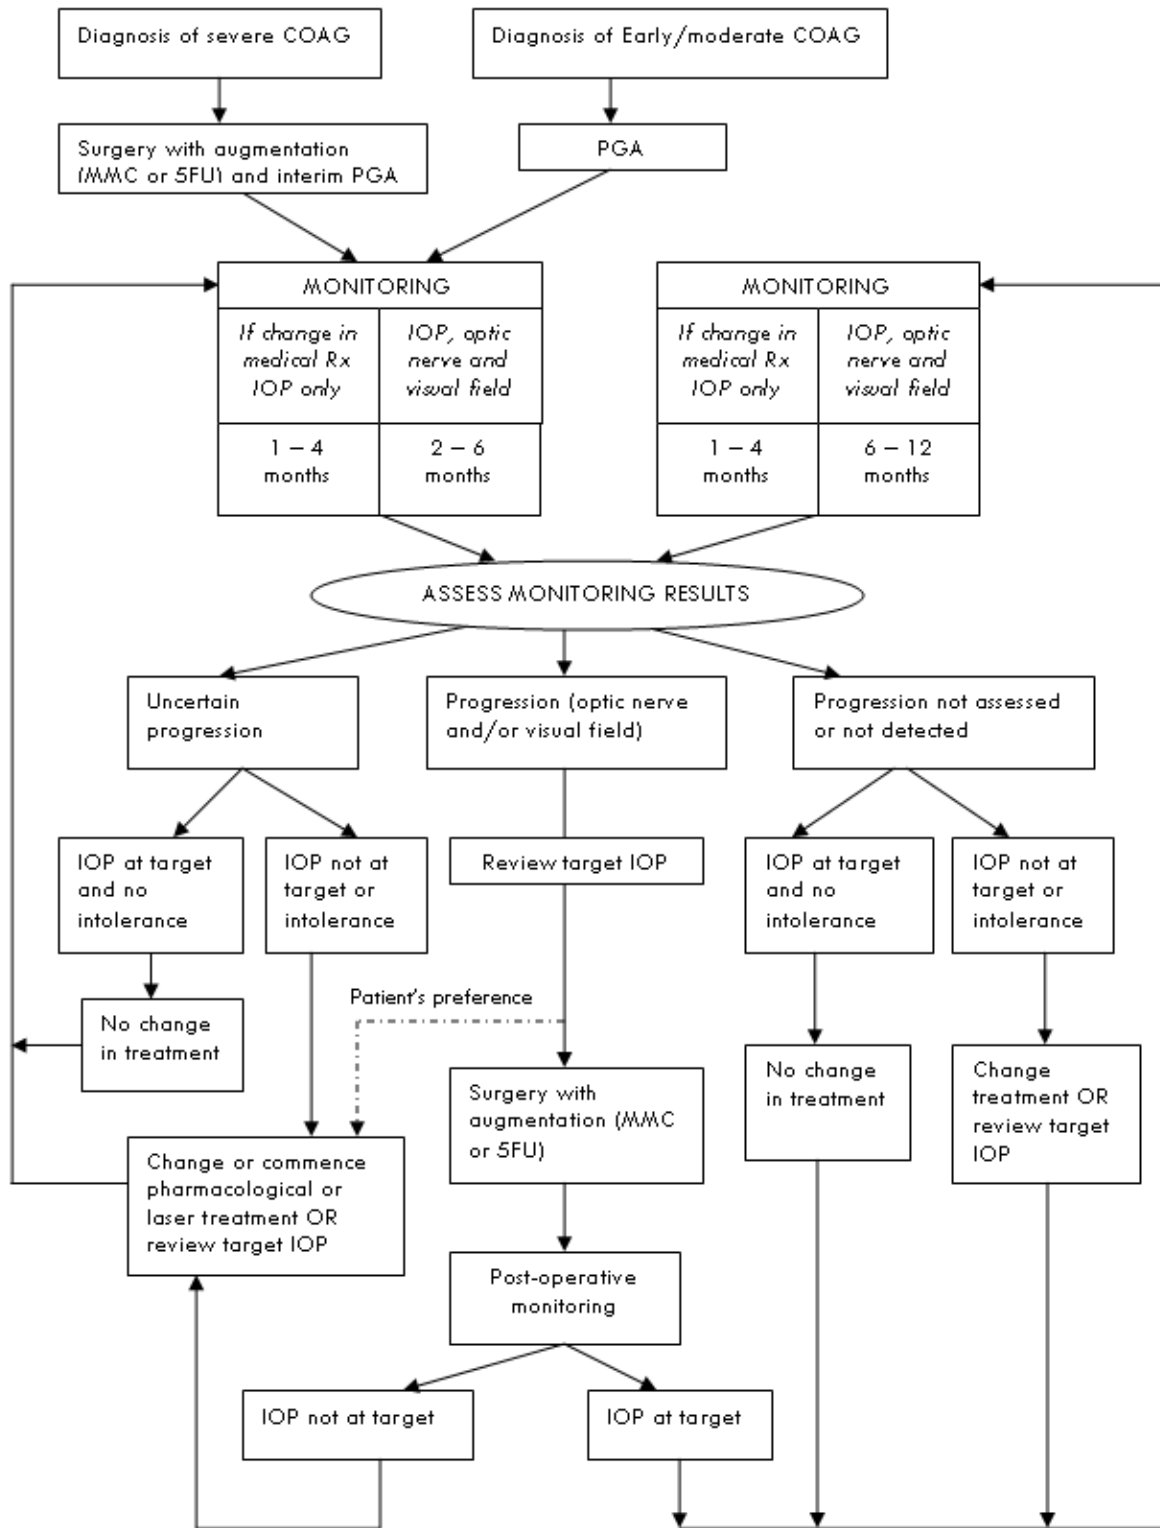 Diagnosis of severe COAG
Diagnosis of Early/moderate COAG
Surgery with augmentation
(MMC or 5FU) and interim PGA
PGA
MONITORING
If change in
medical Rx
IOP only
IOP, optic
nerve and
visual field
1 – 4
months
2 – 6
months
MONITORING
If change in
medical Rx
IOP only
IOP, optic
nerve and
visual field
1 – 4
months
6 – 12
months
ASSESS MONITORING RESULTS
Uncertain
progression
Progression (optic nerve
and/or visual field)
Progression not assessed
or not detected
IOP at target
and no
intolerance
IOP not at
target or
intolerance
Review target IOP
IOP at target
and no
intolerance
IOP not at
target or
intolerance
Patient's preference
No change
in treatment
Surgery with
augmentation (MMC
or 5FU)
No change
in treatment
Change
treatment OR
review target
IOP
Change or commence
pharmacological or
laser treatment OR
review target IOP
Post-operative
monitoring
IOP not at target
IOP at target